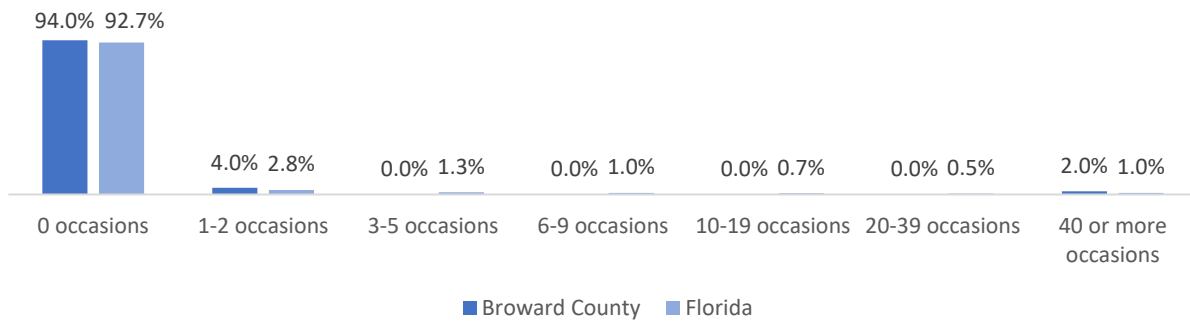 94.0% 92.7%
4.0% 2.8%
0.0% 1.3%
0.0% 1.0%
0.0% 0.7%
0.0% 0.5%
2.0% 1.0%
0 occasions
1-2 occasions
3-5 occasions
6-9 occasions
10-19 occasions
20-39 occasions
40 or more
occasions
Broward County
Florida